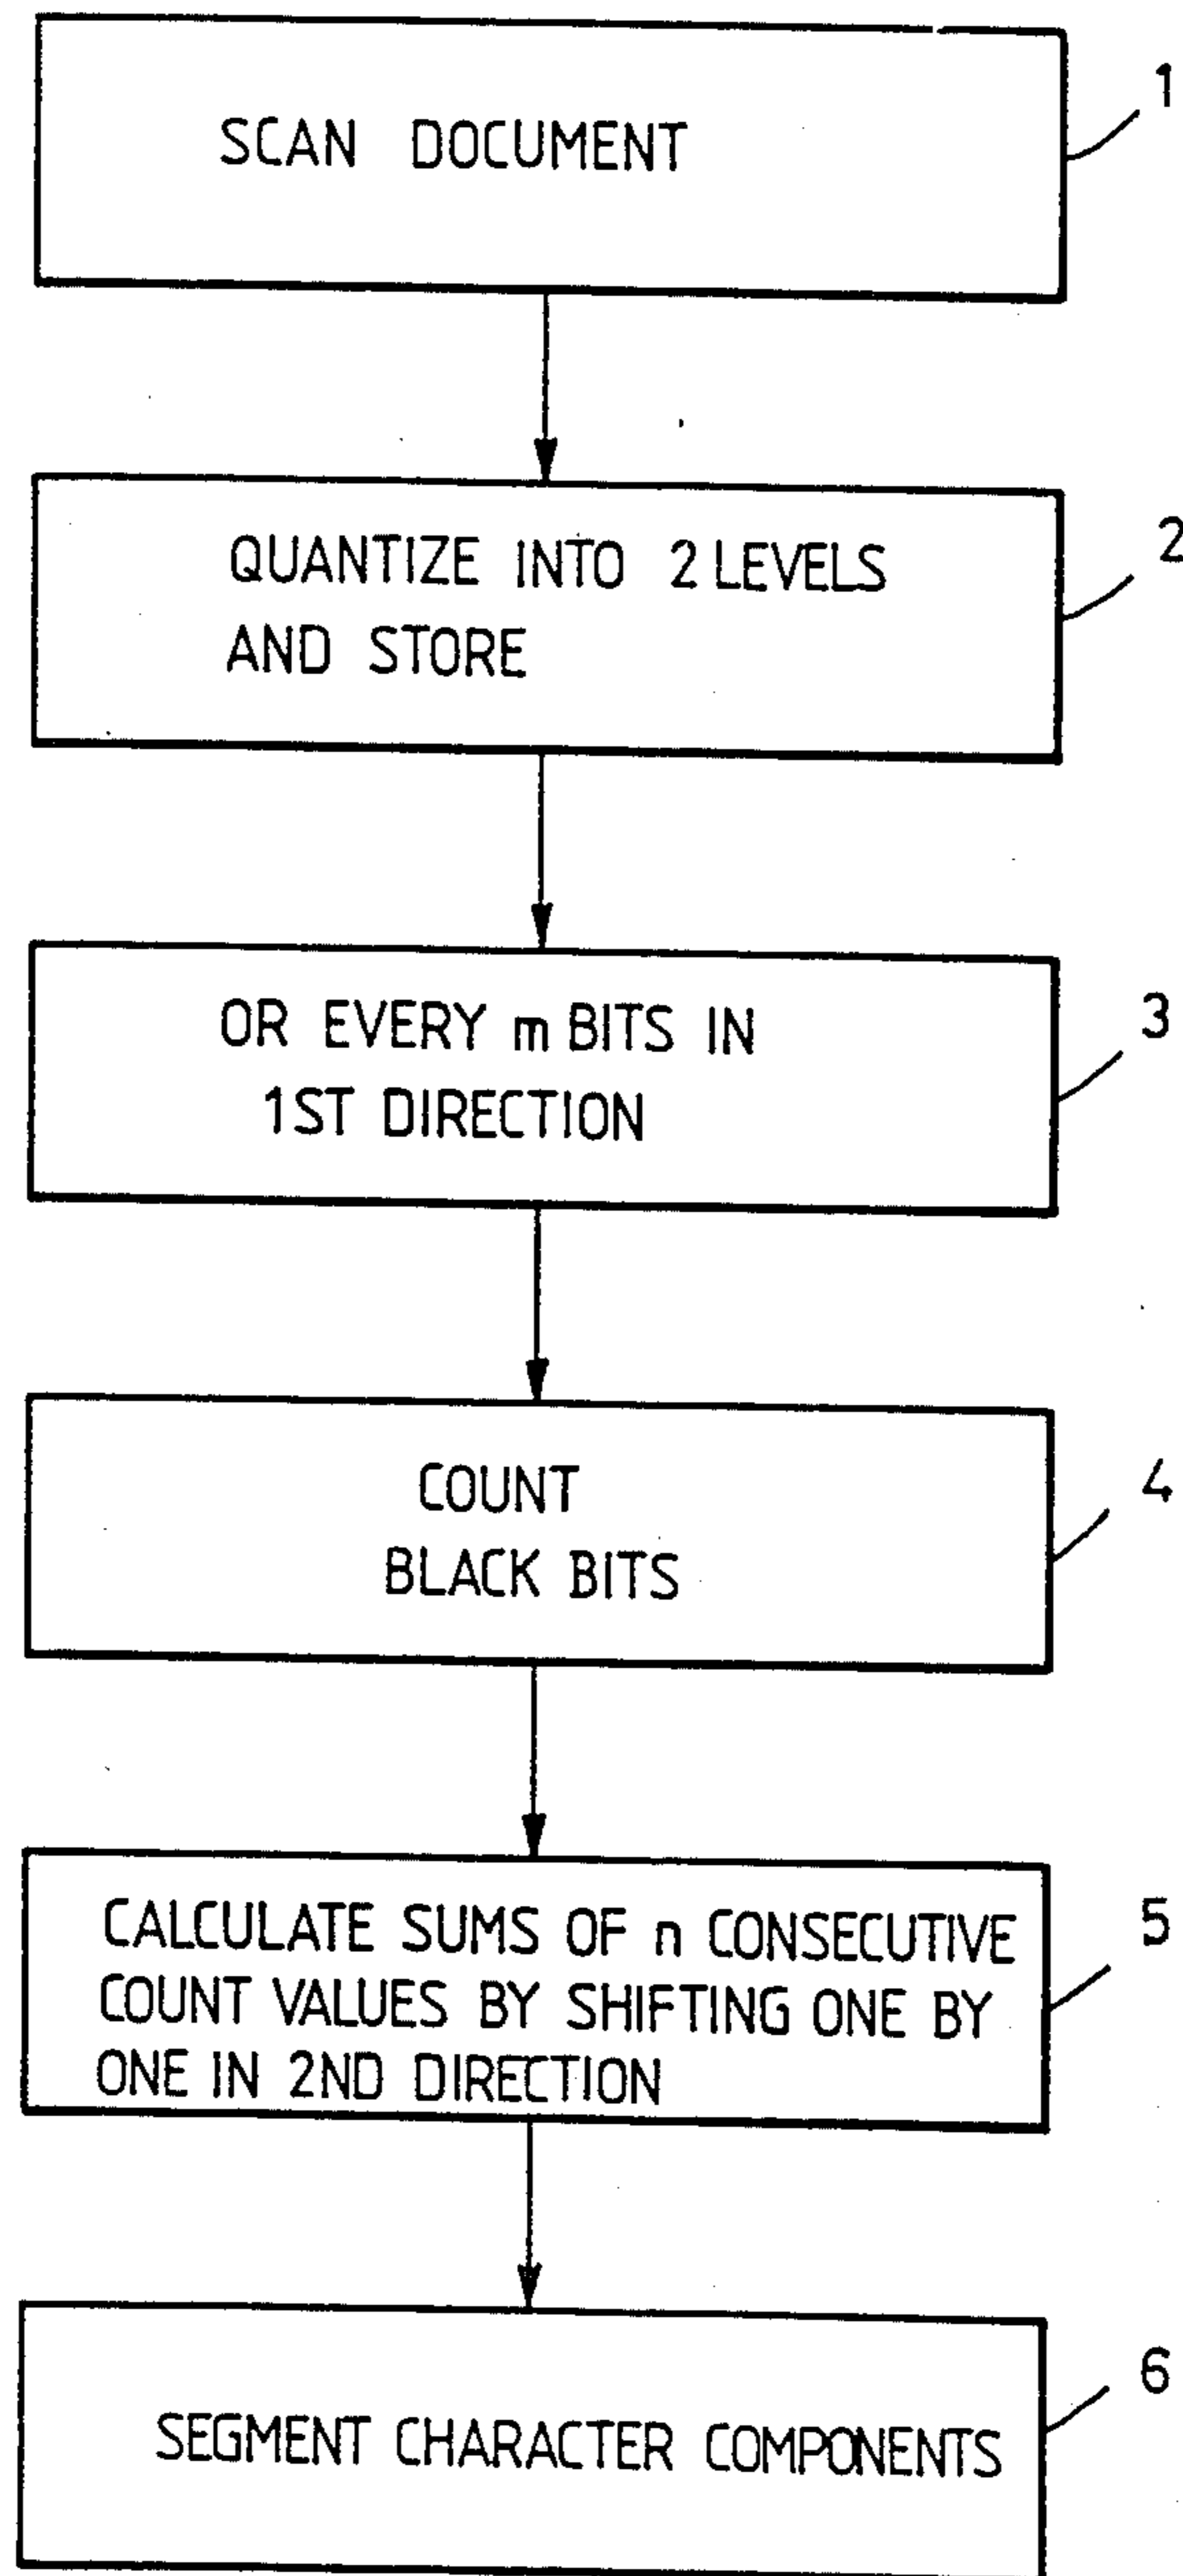 SCAN DOCUMENT
1
QUANTIZE INTO 2 LEVELS
AND STORE
2
OR EVERY m BITS IN
1ST DIRECTION
3
COUNT
BLACK BITS
4
CALCULATE SUMS OF n CONSECUTIVE
COUNT VALUES BY SHIFTING ONE BY
ONE IN 2ND DIRECTION
5
SEGMENT CHARACTER COMPONENTS
6